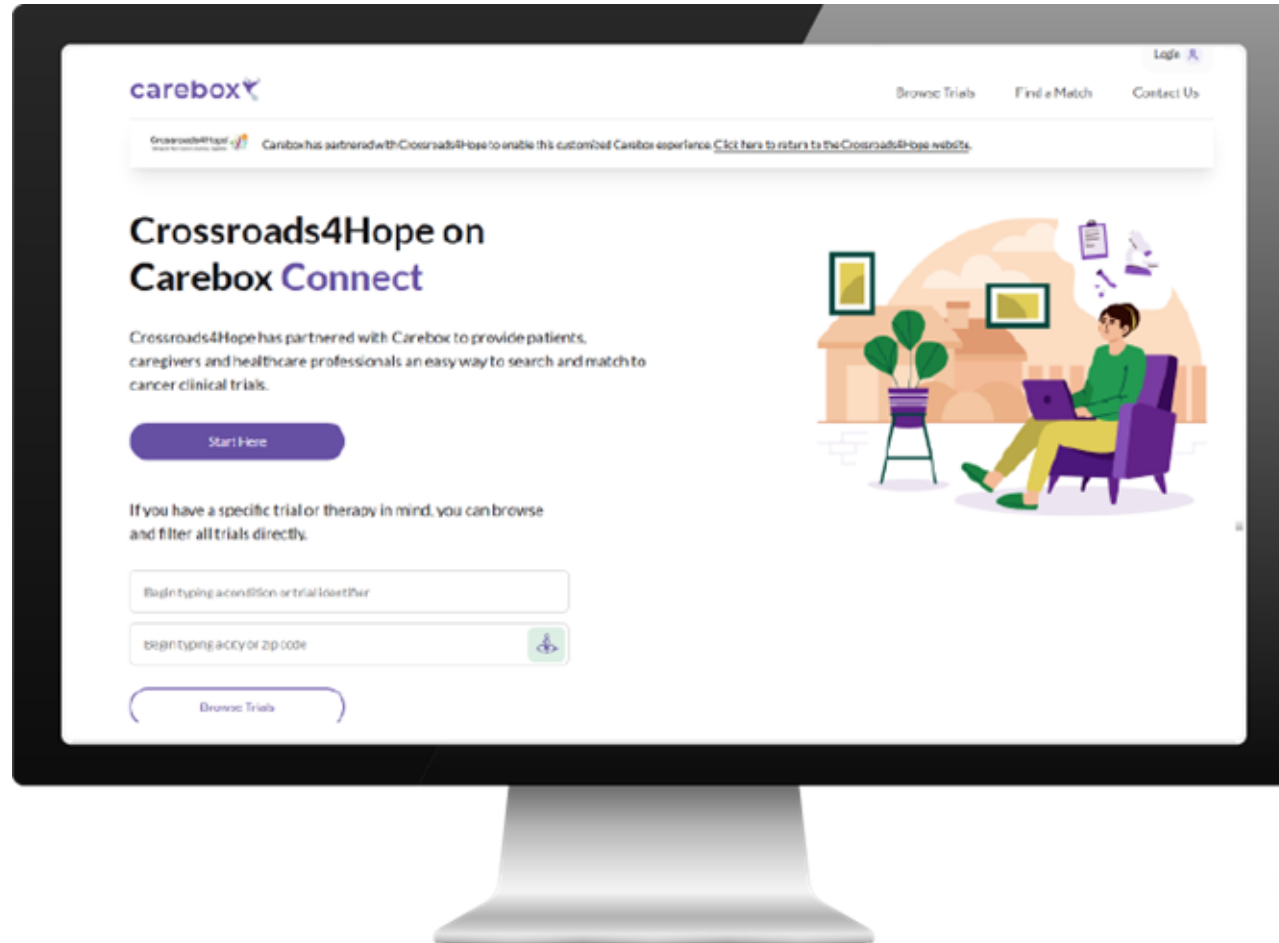 Login
carebox
Browse Trials Find a Match Contact Us
Crossroads4Hope Carebox has partnered with Crossroads4Hope to enable this customized Carebox experience. Click here to return to the Crossroads4Hope website.
Crossroads4Hope on
Carebox Connect
Crossroads4Hope has partnered with Carebox to provide patients,
caregivers and healthcare professionals an easy way to search and match to
cancer clinical trials.
Start Here
If you have a specific trial or therapy in mind, you can browse
and filter all trials directly.
Begin typing a condition or trial identifier
Begin typing a city or zip code
Browse Trials